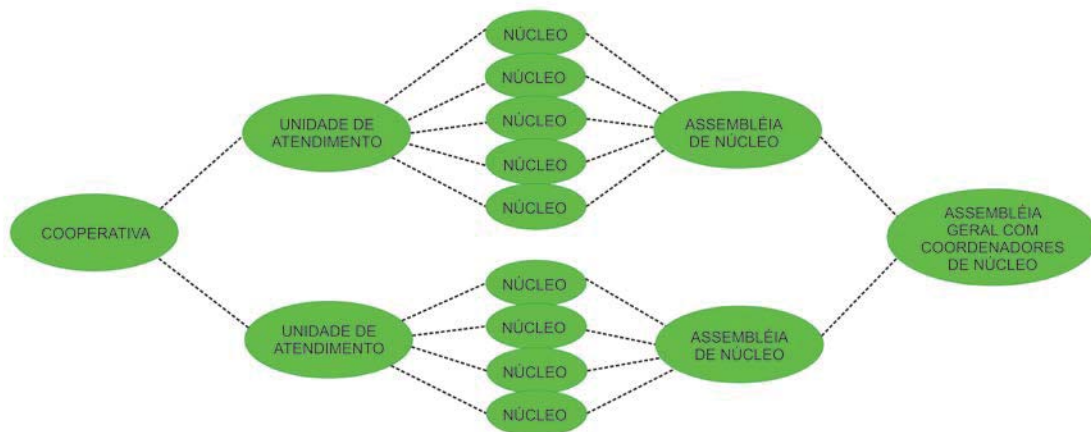 COOPERATIVA
UNIDADE DE
ATENDIMENTO
NÚCLEO
NÚCLEO
NÚCLEO
NÚCLEO
NÚCLEO
ASSEMBLÉIA
DE NÚCLEO
UNIDADE DE
ATENDIMENTO
NÚCLEO
NÚCLEO
NÚCLEO
NÚCLEO
ASSEMBLÉIA
DE NÚCLEO
ASSEMBLÉIA
GERAL COM
COORDENADORES
DE NÚCLEO